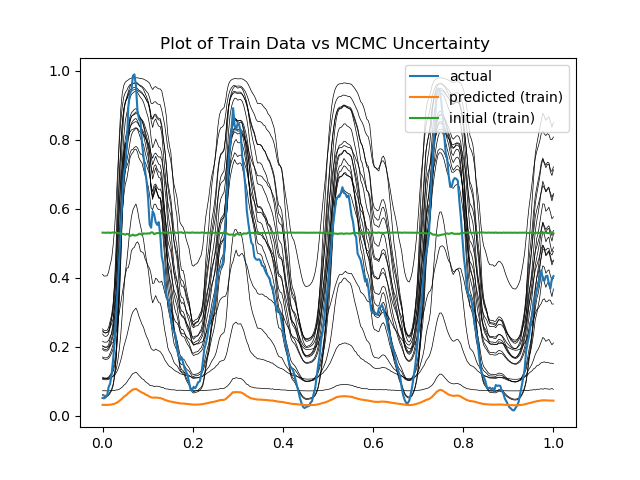 Plot of Train Data vs MCMC Uncertainty
actual
predicted (train)
initial (train)
1.0
0.8
0.6
0.4
0.2
0.0
0.0 0.2 0.4 0.6 0.8 1.0